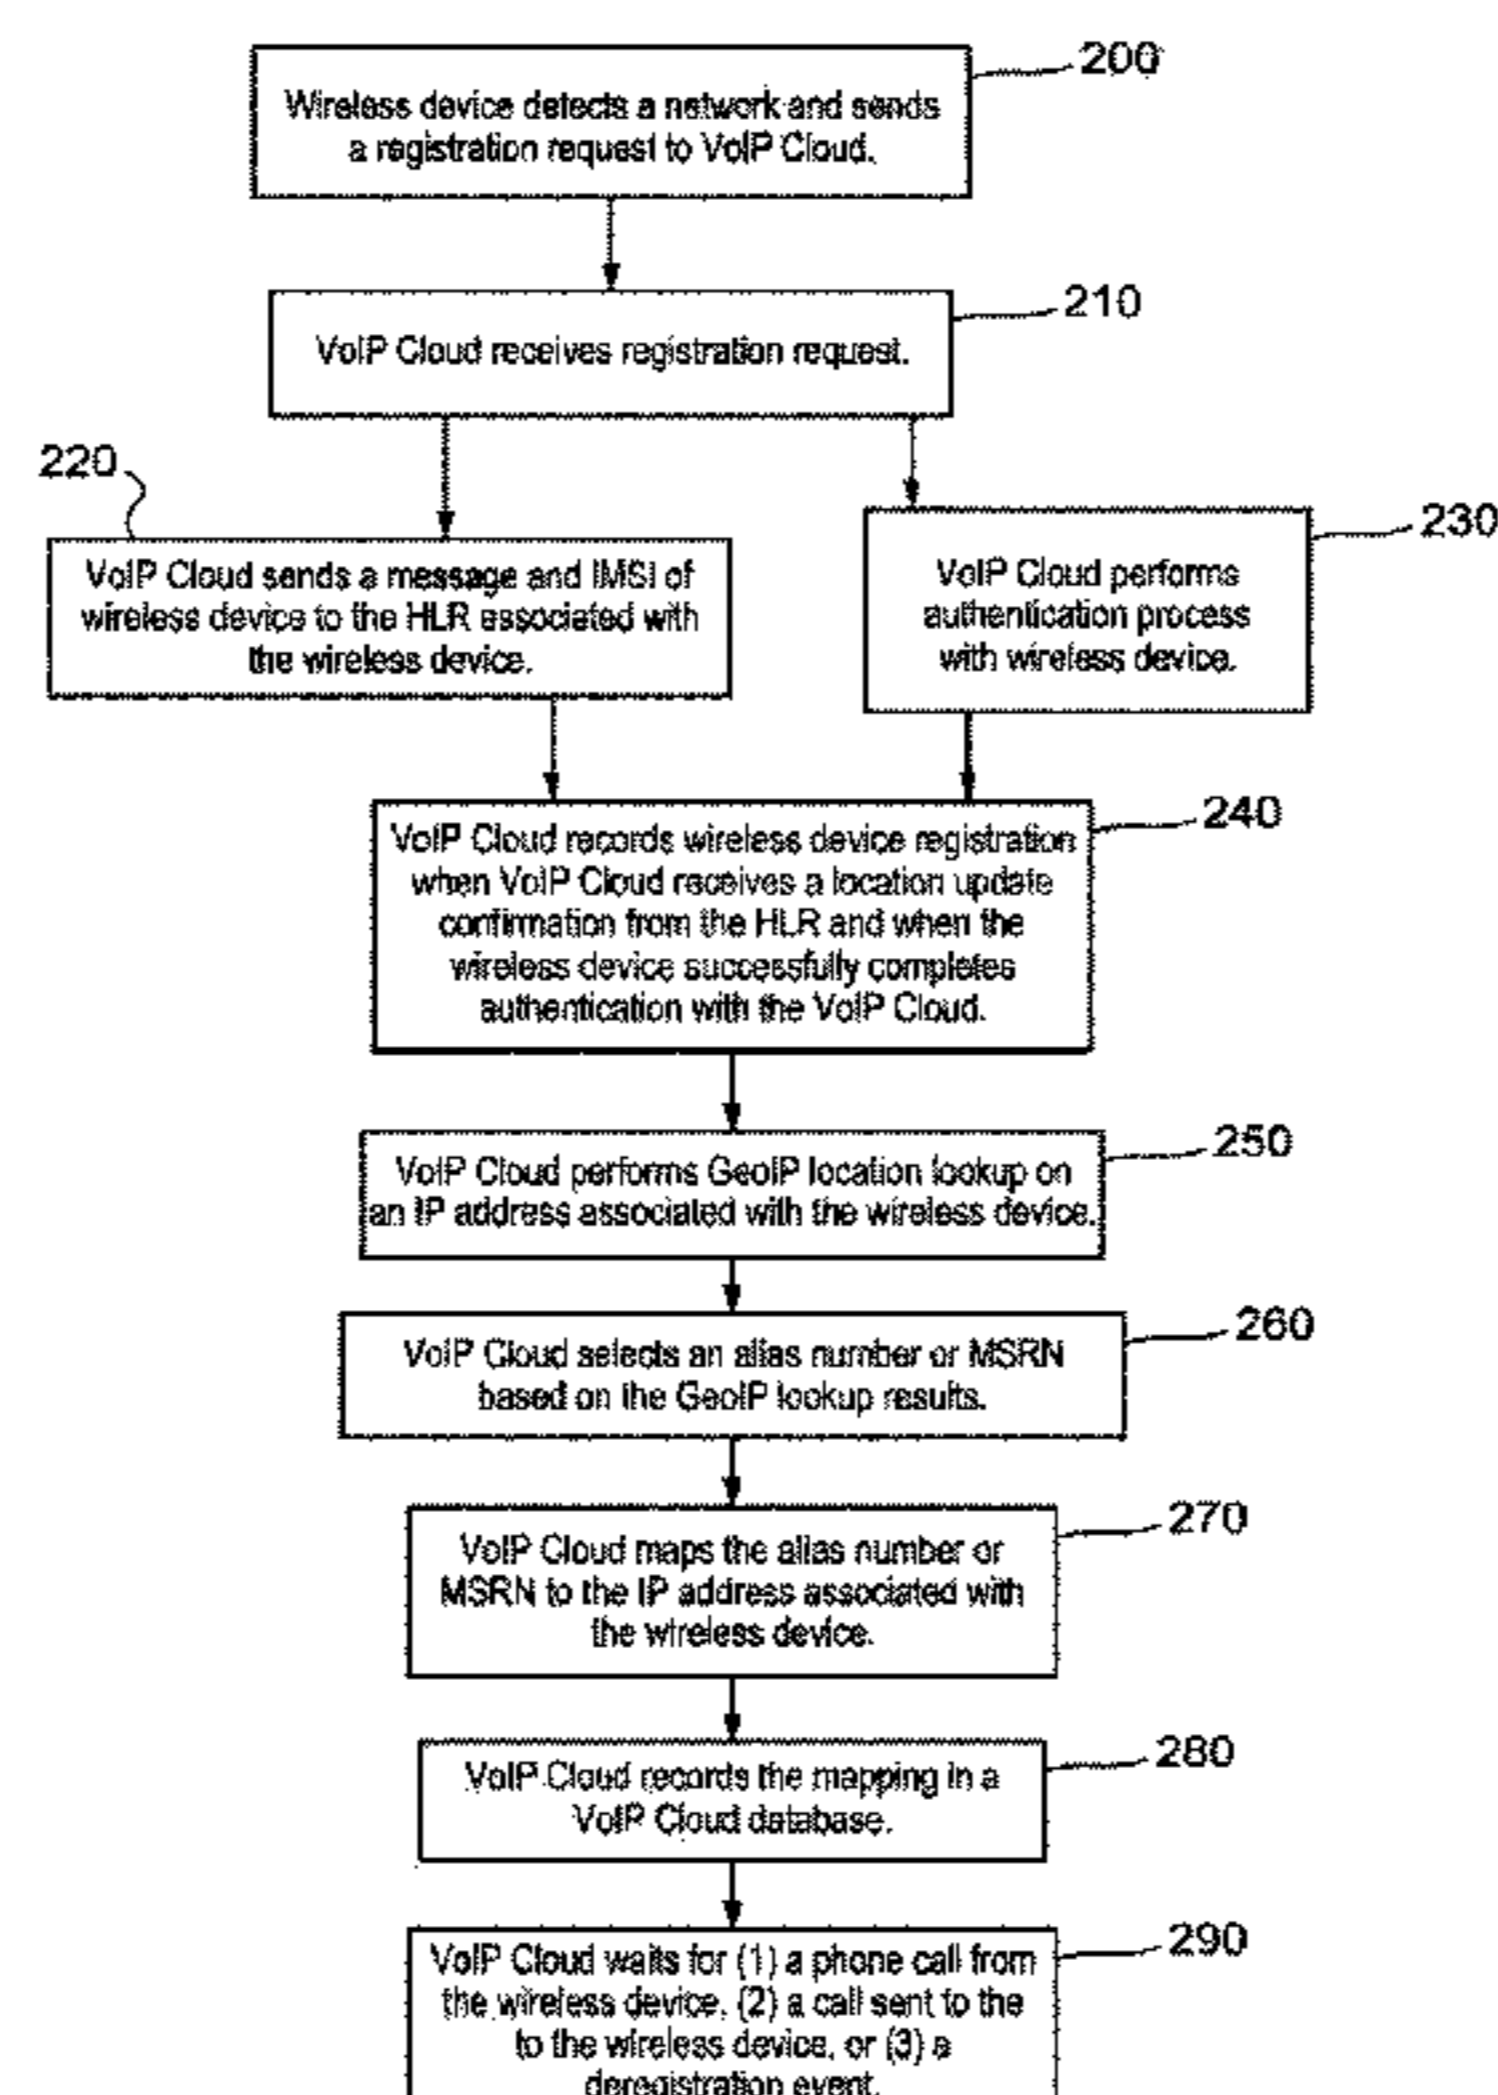 200
Wireless device detects a network and sends
a registration request to VoIP Cloud.
210
VoIP Cloud receives registration request.
220
VoIP Cloud sends a message and IMSI of
wireless device to the HLR associated with
the wireless device.
230
VoIP Cloud performs
authentication process
with wireless device.
240
VoIP Cloud records wireless device registration
when VoIP Cloud receives a location update
confirmation from the HLR and when the
wireless device successfully completes
authentication with the VoIP Cloud.
250
VoIP Cloud performs GeoIP location lookup on
an IP address associated with the wireless device.
260
VoIP Cloud selects an alias number or MSRN
based on the GeoIP lookup results.
270
VoIP Cloud maps the alias number or
MSRN to the IP address associated with
the wireless device.
280
VoIP Cloud records the mapping in a
VoIP Cloud database.
290
VoIP Cloud waits for (1) a phone call from
the wireless device, (2) a call sent to the
to the wireless device, or (3) a
deregistration event.